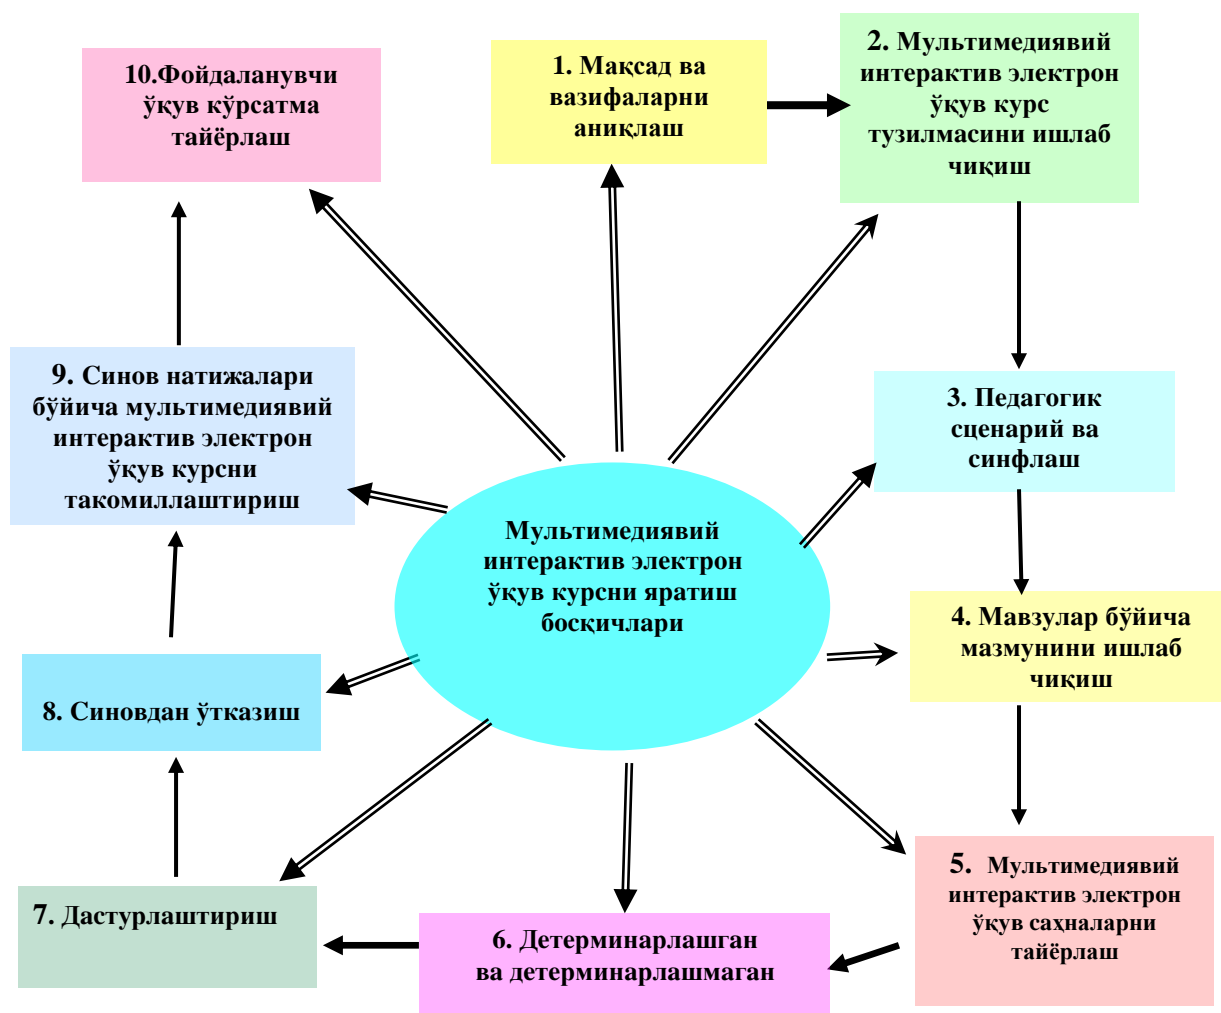 1. Мақсад ва
вазифаларни
аниқлаш
2. Мультимедиявий
интерактив электрон
ўқув курс
тузилмасини ишлаб
чиқиш
3. Педагогик
сценарий ва
синфлаш
4. Мавзулар бўйича
мазмунини ишлаб
чиқиш
5. Мультимедиявий
интерактив электрон
ўқув саҳналарни
тайёрлаш
6. Детерминарлашган
ва детерминарлашмаган
7. Дастурлаштириш
8. Синовдан ўтказиш
9. Синов натижалари
бўйича мультимедиявий
интерактив электрон
ўқув курсни
такомиллаштириш
10.Фойдаланувчи
ўқув кўрсатма
тайёрлаш
Мультимедиявий
интерактив электрон
ўқув курсни яратиш
босқичлари